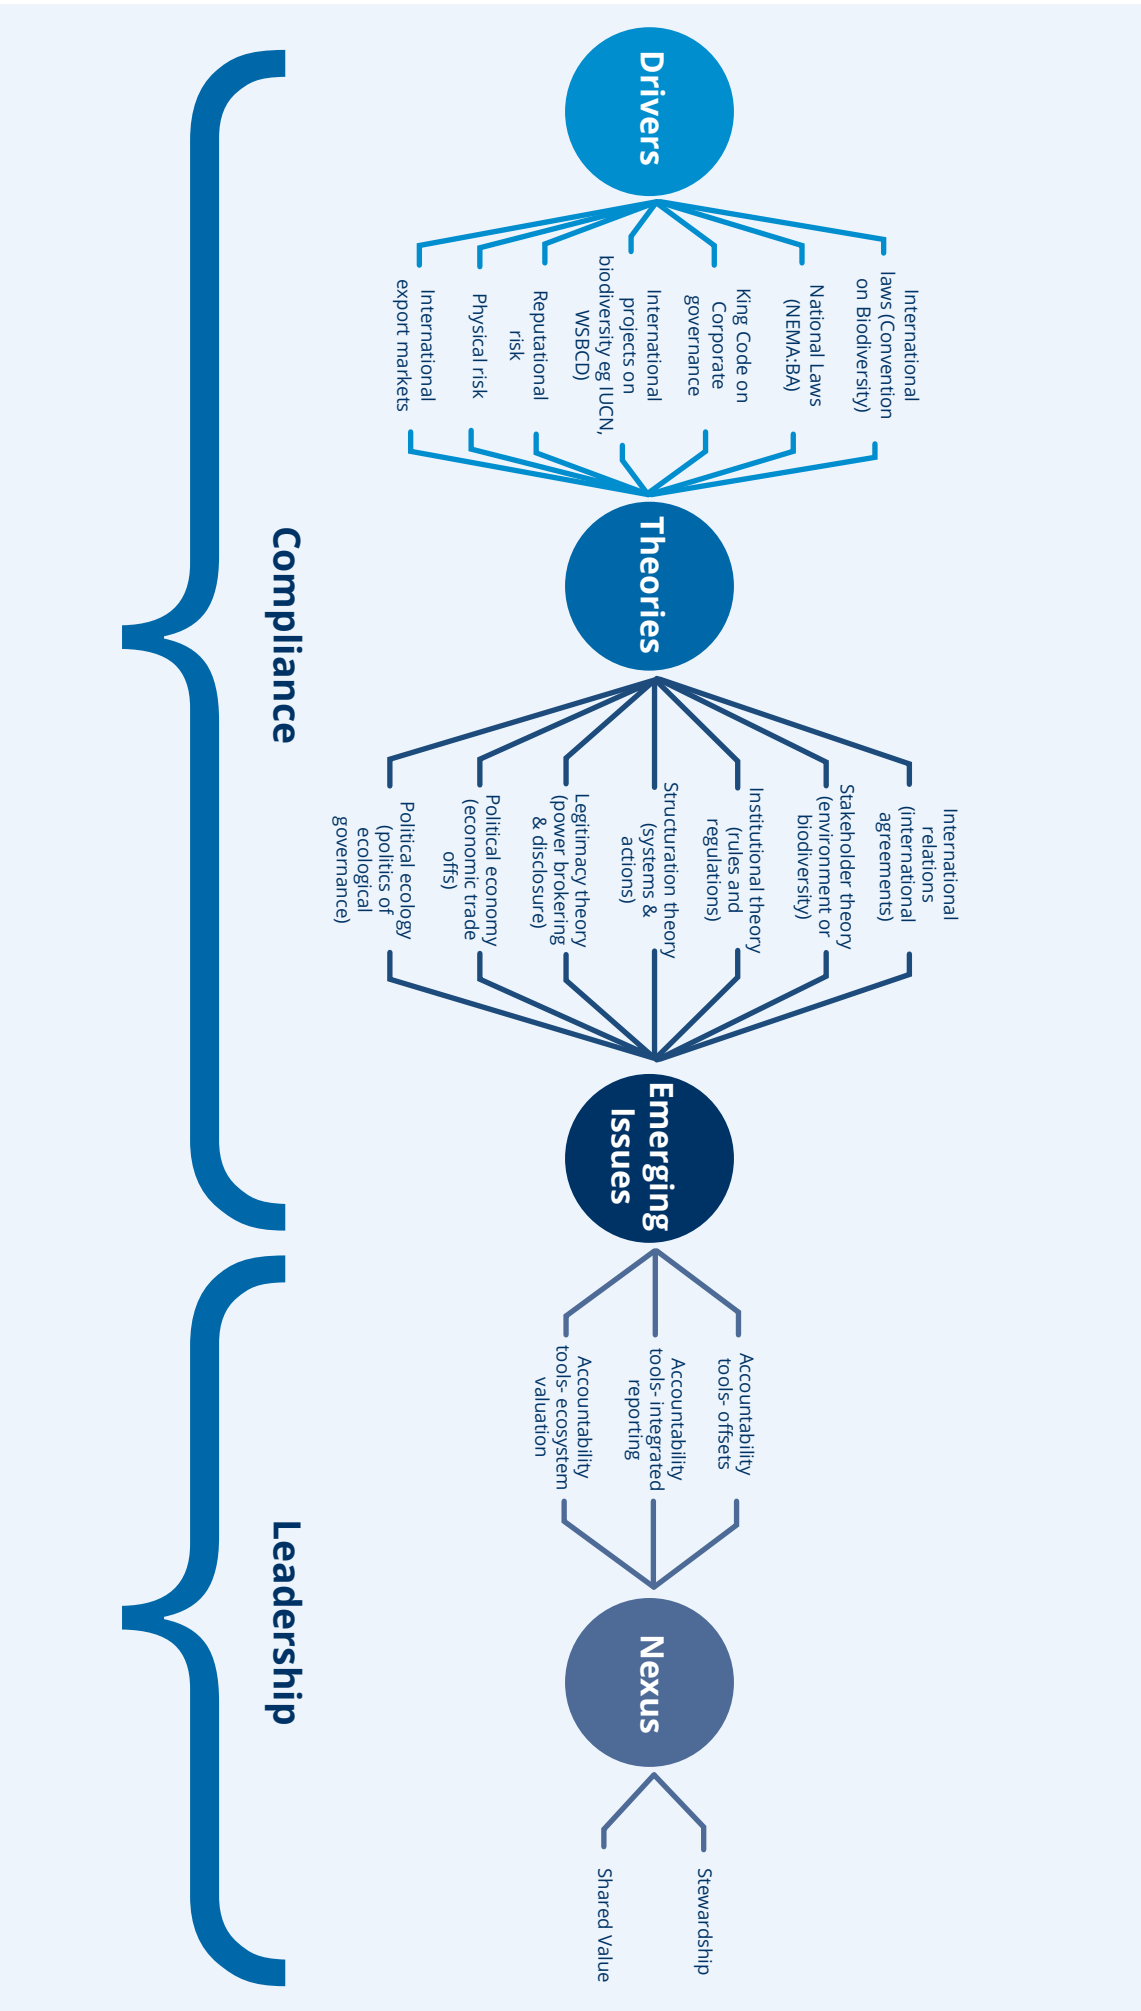 Drivers
International
laws (Convention
on Biodiversity)
National Laws
(NEMA:BA)
King Code on
Corporate
governance
International
projects on
biodiversity eg IUCN,
WSBCD)
Reputational
risk
Physical risk
International
export markets
Theories
International
relations
(international
agreements)
Stakeholder theory
(environment or
biodiversity)
Institutional theory
(rules and
regulations)
Structuration theory
(systems &
actions)
Legitimacy theory
(power brokering
& disclosure)
Political economy
(economic trade
offs)
Political ecology
(politics of
ecological
governance)
Emerging
Issues
Accountability
tools- offsets
Accountability
tools- integrated
reporting
Accountability
tools- ecosystem
valuation
Nexus
Stewardship
Shared Value
Compliance
Leadership